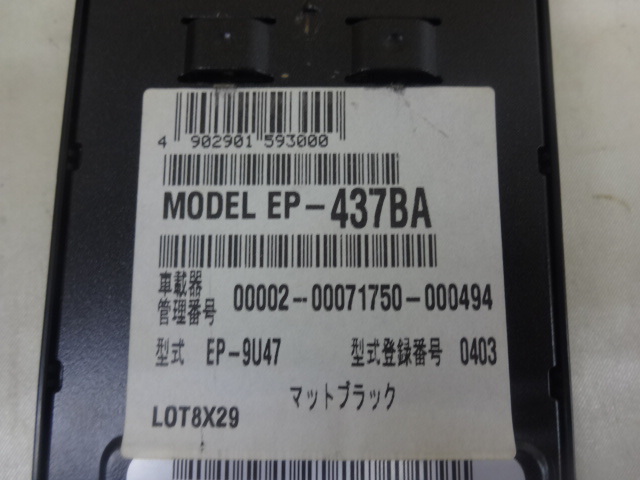 4 902901 593000
MODEL EP-437BA
車載器
管理番号 00002-00071750-000494
型式 EP-9U47 型式登録番号 0403
マットブラック
LOT8X29